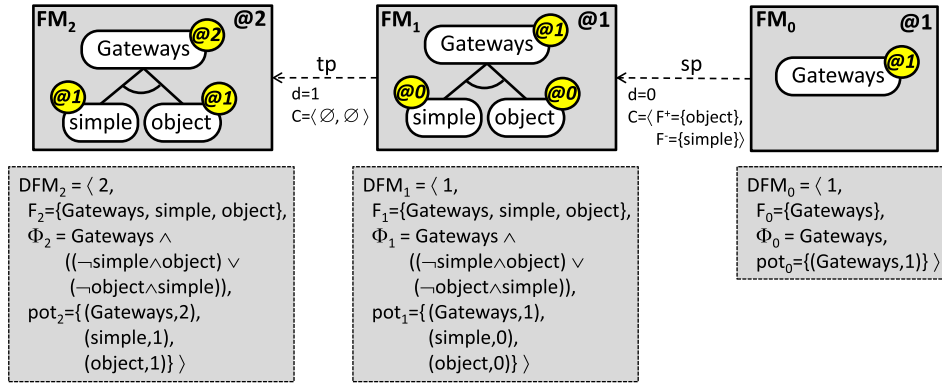 FM2 @2
Gateways @2
@1 @1
simple object
tp
d=1
C=⟨ ∅, ∅ ⟩
FM1 @1
Gateways @1
@0 @0
simple object
sp
d=0
C=⟨ F+={object},
F-={simple}⟩
FM0 @1
Gateways @1
DFM2 = ⟨ 2,
F2={Gateways, simple, object},
Φ2 = Gateways ∧
((¬simple∧object) ∨
(¬object∧simple)),
pot2={(Gateways,2),
(simple,1),
(object,1)} ⟩
DFM1 = ⟨ 1,
F1={Gateways, simple, object},
Φ1 = Gateways ∧
((¬simple∧object) ∨
(¬object∧simple)),
pot1={(Gateways,1),
(simple,0),
(object,0)} ⟩
DFM0 = ⟨ 1,
F0={Gateways},
Φ0 = Gateways,
pot0={(Gateways,1)} ⟩